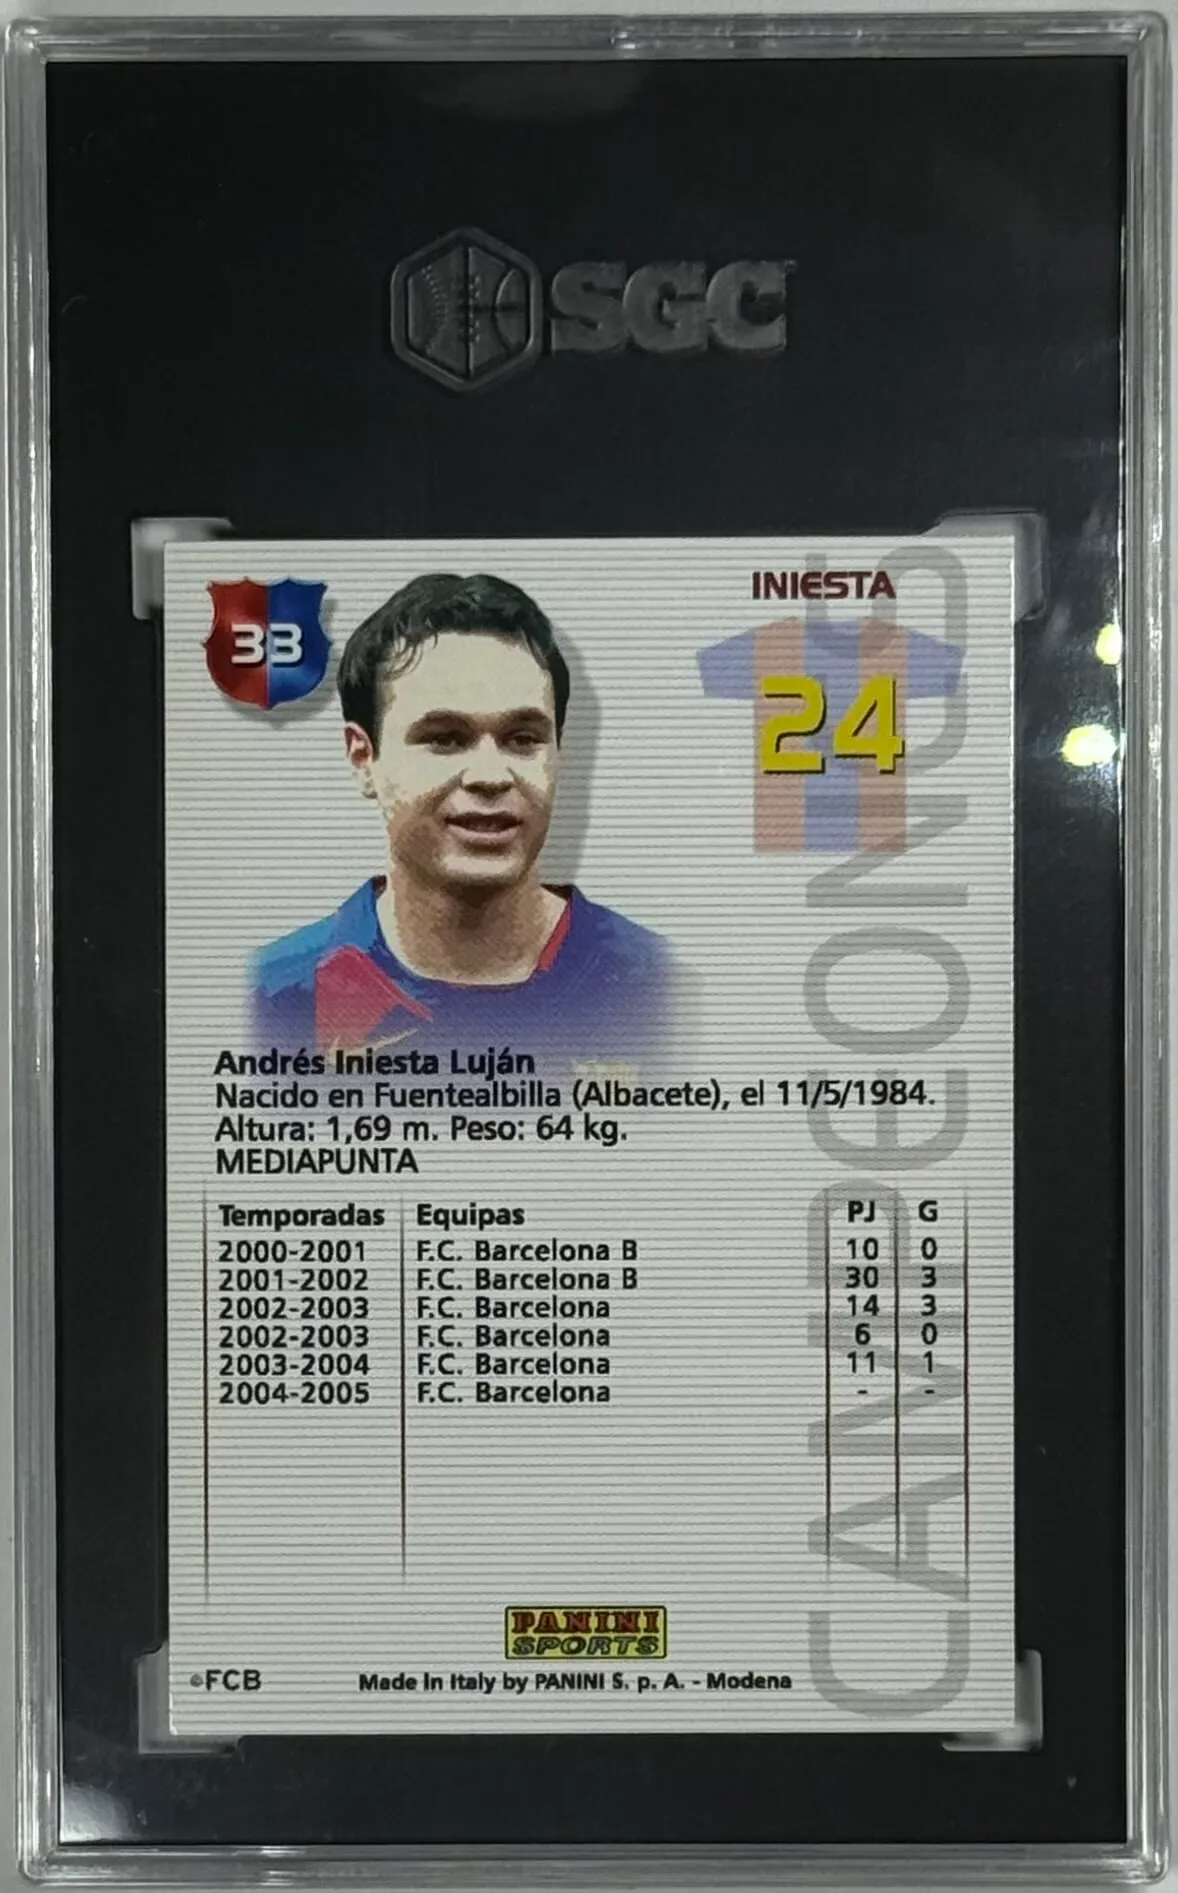 SGC
33
INIESTA
24
CAMPEONES
Andrés Iniesta Luján
Nacido en Fuentealbilla (Albacete), el 11/5/1984.
Altura: 1,69 m. Peso: 64 kg.
MEDIAPUNTA
Temporadas Equipas PJ G
2000-2001 F.C. Barcelona B 10 0
2001-2002 F.C. Barcelona B 30 3
2002-2003 F.C. Barcelona 14 3
2002-2003 F.C. Barcelona 6 0
2003-2004 F.C. Barcelona 11 1
2004-2005 F.C. Barcelona - -
PANINI
SPORTS
©FCB Made in Italy by PANINI S. p. A. - Modena